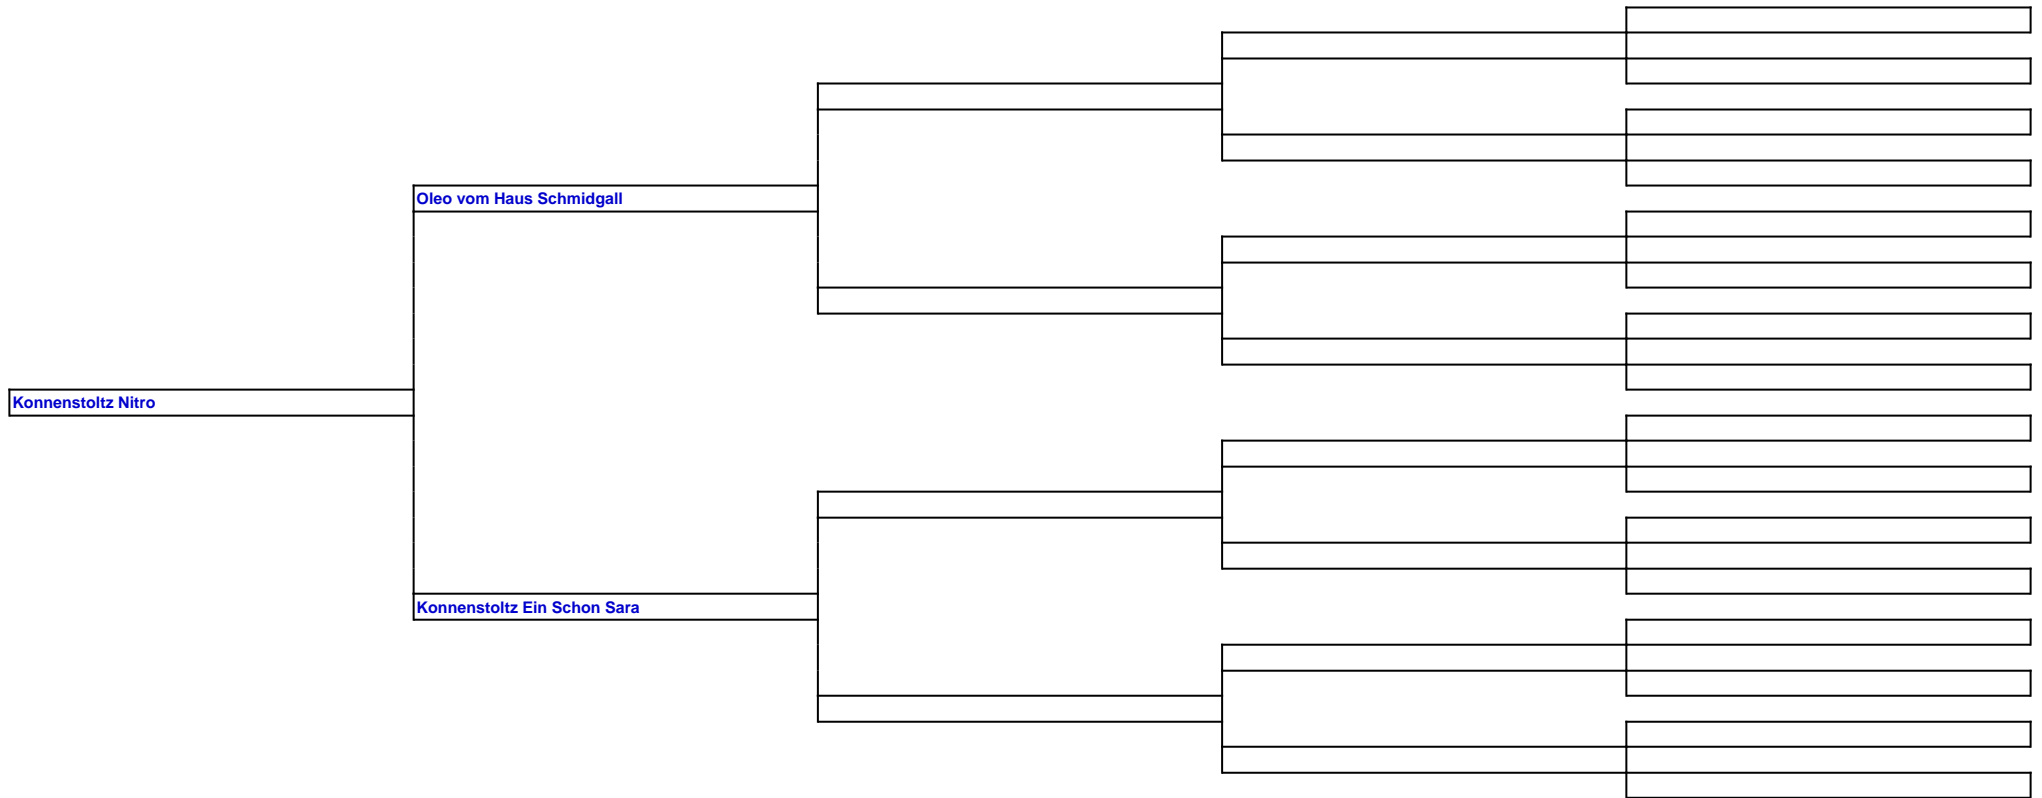 Oleo vom Haus Schmidgall
Konnenstoltz Nitro
Konnenstoltz Ein Schon Sara